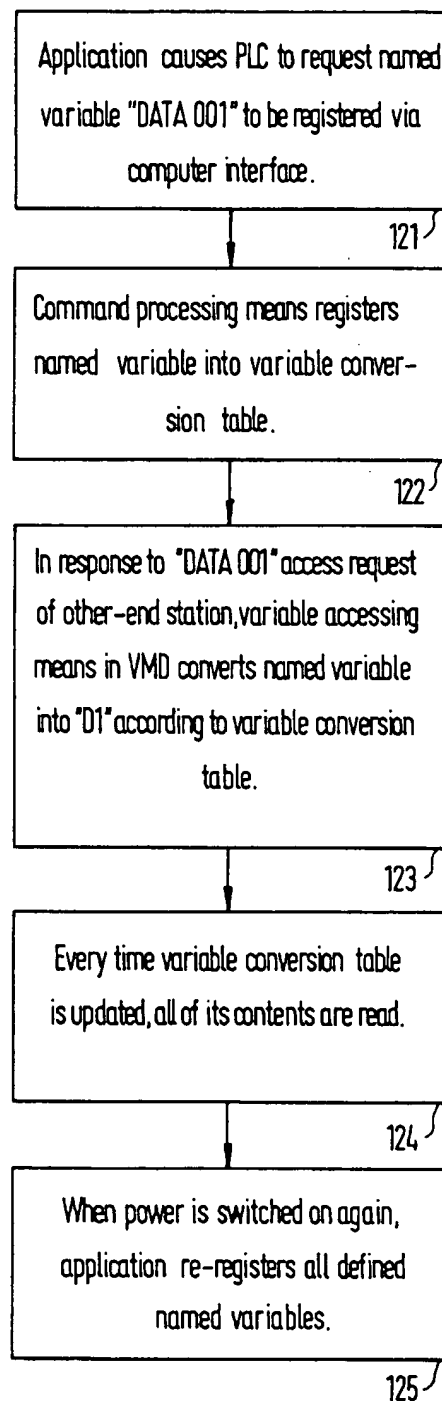 Application causes PLC to request named
variable "DATA 001" to be registered via
computer interface.
121
Command processing means registers
named variable into variable conver-
sion table.
122
In response to "DATA 001" access request
of other-end station, variable accessing
means in VMD converts named variable
into "D1" according to variable conversion
table.
123
Every time variable conversion table
is updated, all of its contents are read.
124
When power is switched on again,
application re-registers all defined
named variables.
125